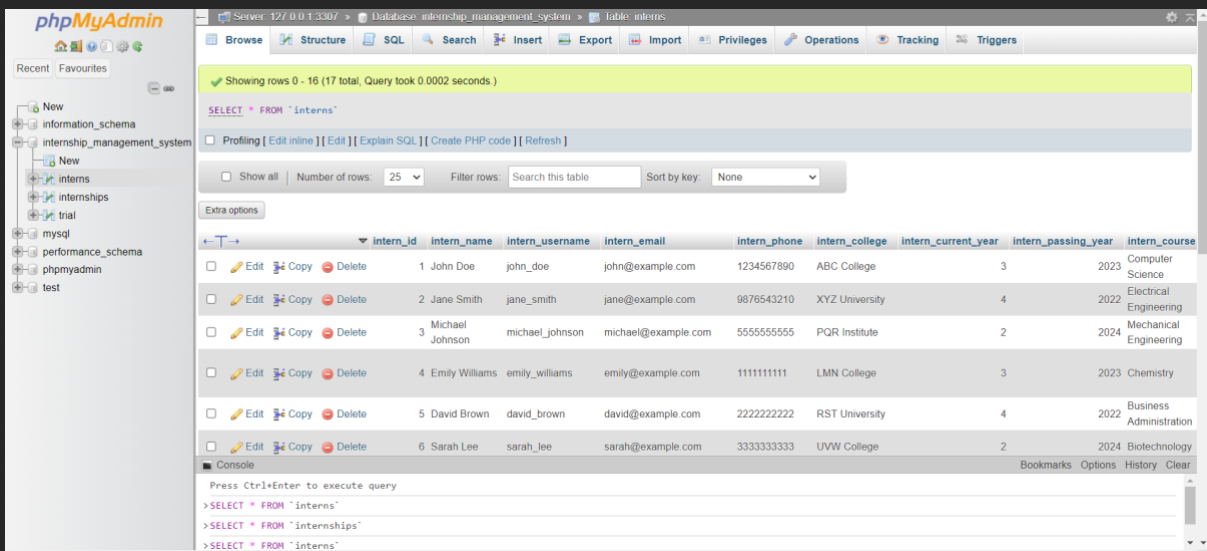 phpMyAdmin
Recent Favourites
New
information_schema
internship_management_system
New
interns
internships
trial
mysql
performance_schema
phpmyadmin
test
Server: 127.0.0.1:3307 » Database: internship_management_system » Table: interns
Browse Structure SQL Search Insert Export Import Privileges Operations Tracking Triggers
Showing rows 0 - 16 (17 total, Query took 0.0002 seconds.)
SELECT * FROM `interns`
Profiling [ Edit inline ] [ Edit ] [ Explain SQL ] [ Create PHP code ] [ Refresh ]
Show all Number of rows: 25 Filter rows: Search this table Sort by key: None
Extra options
←T→ intern_id intern_name intern_username intern_email intern_phone intern_college intern_current_year intern_passing_year intern_course
Edit Copy Delete 1 John Doe john_doe john@example.com 1234567890 ABC College 3 2023 Computer
Science
Edit Copy Delete 2 Jane Smith jane_smith jane@example.com 9876543210 XYZ University 4 2022 Electrical
Engineering
Edit Copy Delete 3 Michael michael_johnson michael@example.com 5555555555 PQR Institute 2 2024 Mechanical
Johnson Engineering
Edit Copy Delete 4 Emily Williams emily_williams emily@example.com 1111111111 LMN College 3 2023 Chemistry
Edit Copy Delete 5 David Brown david_brown david@example.com 2222222222 RST University 4 2022 Business
Administration
Edit Copy Delete 6 Sarah Lee sarah_lee sarah@example.com 3333333333 UVW College 2 2024 Biotechnology
Console Bookmarks Options History Clear
Press Ctrl+Enter to execute query
>SELECT * FROM `interns`
>SELECT * FROM `internships`
>SELECT * FROM `interns`